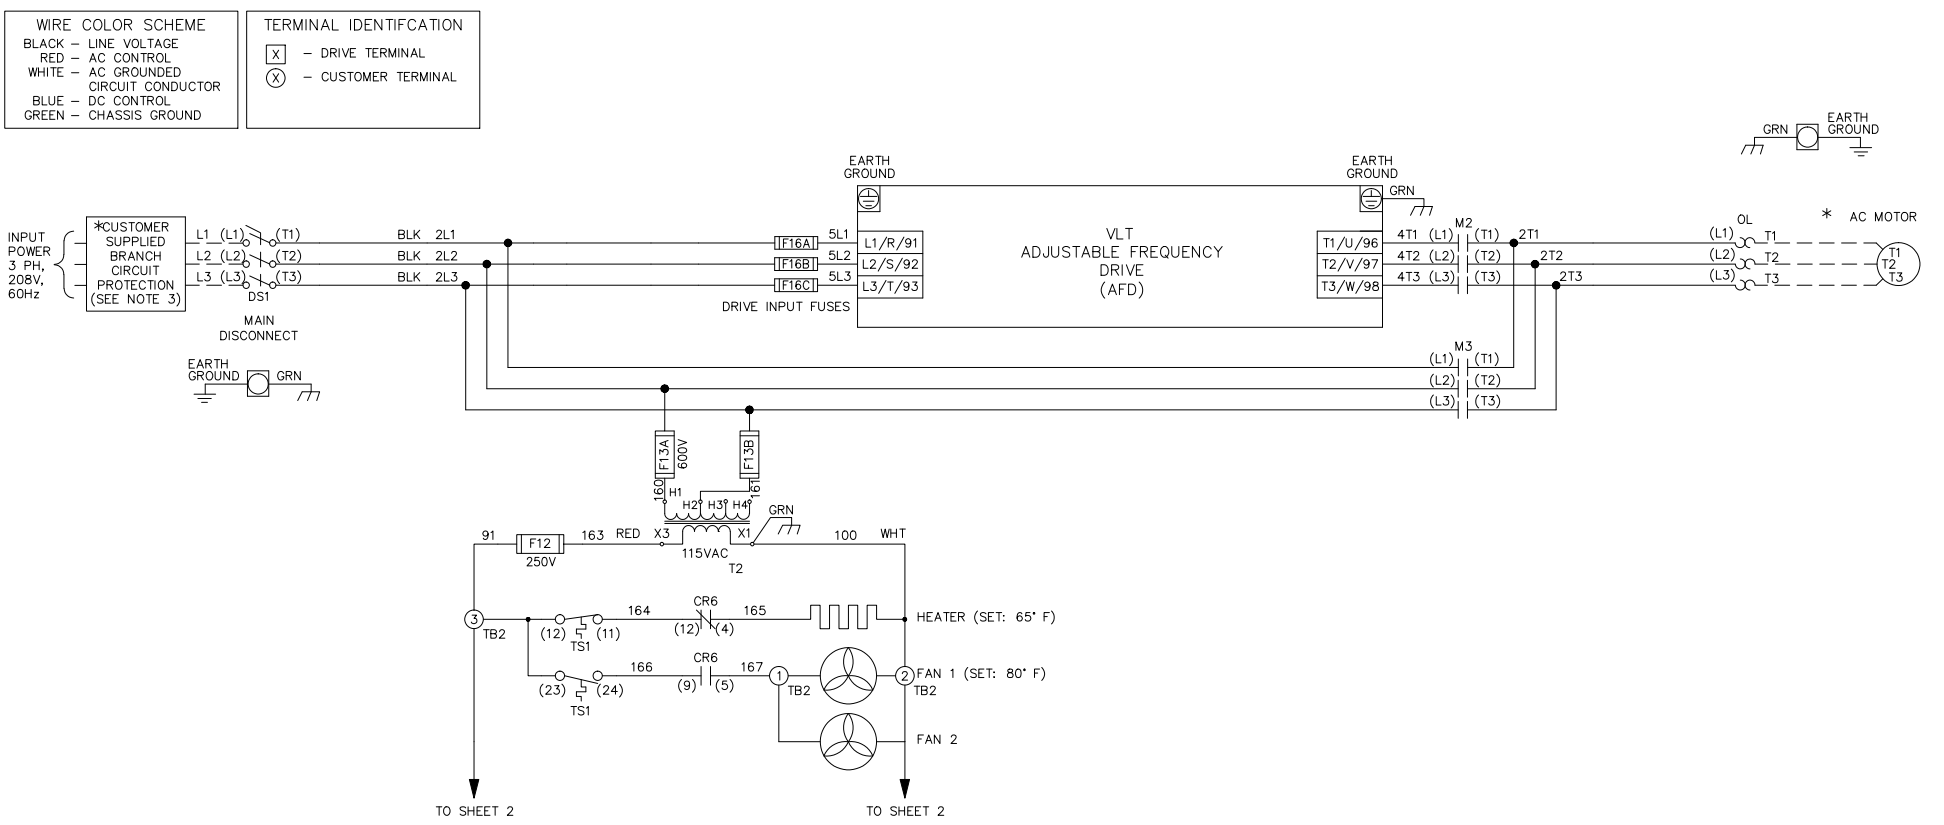 WIRE COLOR SCHEME
BLACK – LINE VOLTAGE
RED – AC CONTROL
WHITE – AC GROUNDED
CIRCUIT CONDUCTOR
BLUE – DC CONTROL
GREEN – CHASSIS GROUND
TERMINAL IDENTIFCATION
X – DRIVE TERMINAL
X – CUSTOMER TERMINAL
GRN
EARTH
GROUND
INPUT
POWER
3 PH,
208V,
60Hz
*CUSTOMER
SUPPLIED
BRANCH
CIRCUIT
PROTECTION
(SEE NOTE 3)
L1 (L1) (T1)
L2 (L2) (T2)
L3 (L3) (T3)
DS1
MAIN
DISCONNECT
EARTH
GROUND
GRN
BLK 2L1
BLK 2L2
BLK 2L3
F16A 5L1
F16B 5L2
F16C 5L3
DRIVE INPUT FUSES
EARTH
GROUND
L1/R/91
L2/S/92
L3/T/93
VLT
ADJUSTABLE FREQUENCY
DRIVE
(AFD)
EARTH
GROUND
GRN
T1/U/96
T2/V/97
T3/W/98
M2
4T1 (L1) (T1) 2T1
4T2 (L2) (T2) 2T2
4T3 (L3) (T3) 2T3
OL
(L1) T1
(L2) T2
(L3) T3
* AC MOTOR
T1
T2
T3
M3
(L1) (T1)
(L2) (T2)
(L3) (T3)
F13A
600V
F13B
160
161
H1
H2 H3 H4
GRN
91
F12
250V
163 RED X3
X1
115VAC
T2
100 WHT
3
TB2
(12) (11)
TS1
164
CR6
(12) (4)
165
HEATER (SET: 65° F)
(23) (24)
TS1
166
CR6
(9) (5)
167
1
TB2
2
TB2
FAN 1 (SET: 80° F)
FAN 2
TO SHEET 2
TO SHEET 2